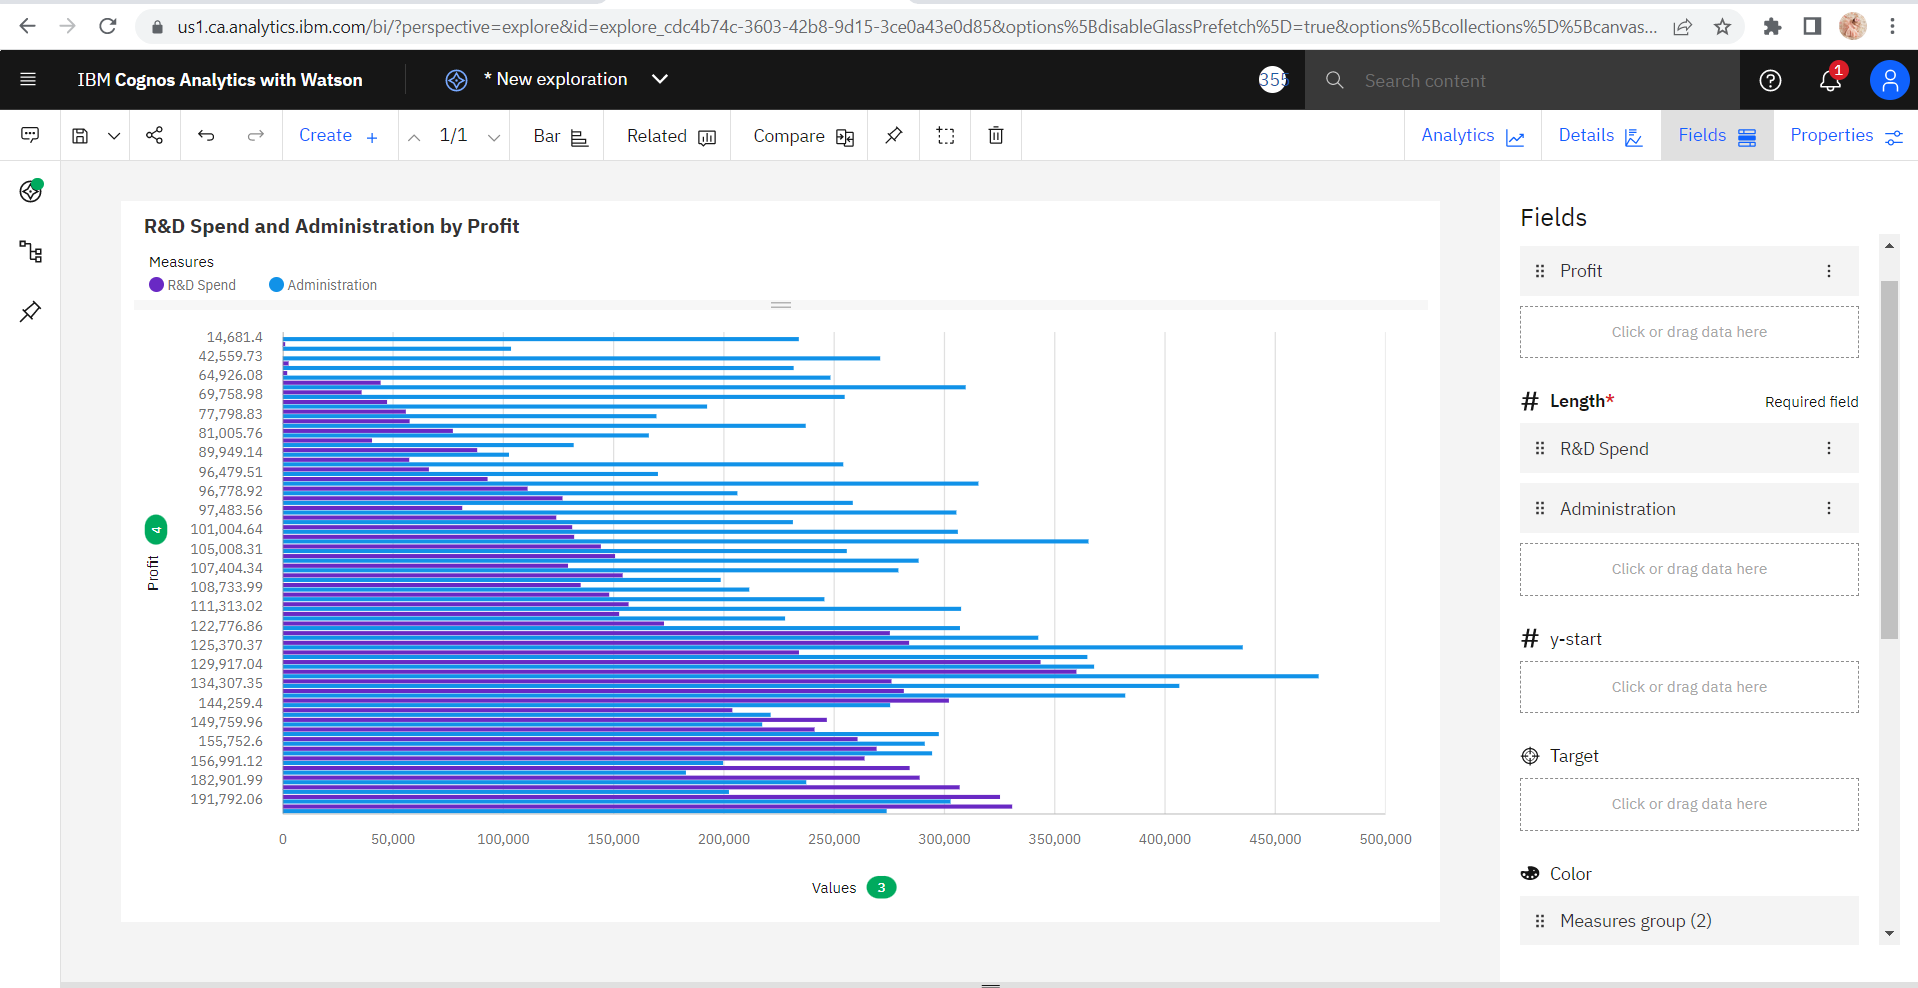 us1.ca.analytics.ibm.com/bi/?perspective=explore&id=explore_cdc4b74c-3603-42b8-9d15-3ce0a43e0d85&options%5BdisableGlassPrefetch%5D=true&options%5Bcollections%5D%5Bcanvas...
IBM Cognos Analytics with Watson
* New exploration
355
Search content
1
Create +
1/1
Bar
Related
Compare
Analytics
Details
Fields
Properties
R&D Spend and Administration by Profit
Measures
R&D Spend
Administration
14,681.4
42,559.73
64,926.08
69,758.98
77,798.83
81,005.76
89,949.14
96,479.51
96,778.92
97,483.56
101,004.64
105,008.31
107,404.34
108,733.99
111,313.02
122,776.86
125,370.37
129,917.04
134,307.35
144,259.4
149,759.96
155,752.6
156,991.12
182,901.99
191,792.06
Profit 4
0 50,000 100,000 150,000 200,000 250,000 300,000 350,000 400,000 450,000 500,000
Values 3
Fields
Profit
Click or drag data here
# Length* Required field
R&D Spend
Administration
Click or drag data here
# y-start
Click or drag data here
Target
Click or drag data here
Color
Measures group (2)